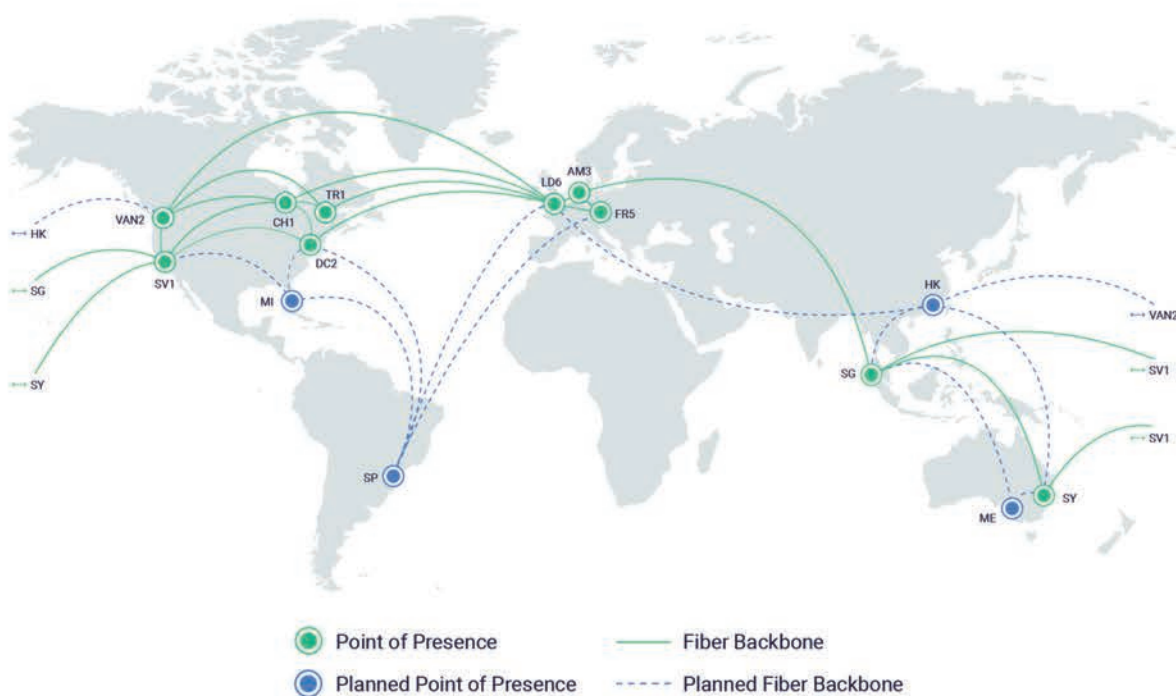 AM3
LD6
TR1
FR5
VAN2
CH1
HK
DC2
SV1
HK
SG
MI
VAN2
SG
SV1
SY
SV1
SP
SY
ME
Point of Presence
Fiber Backbone
Planned Point of Presence
Planned Fiber Backbone